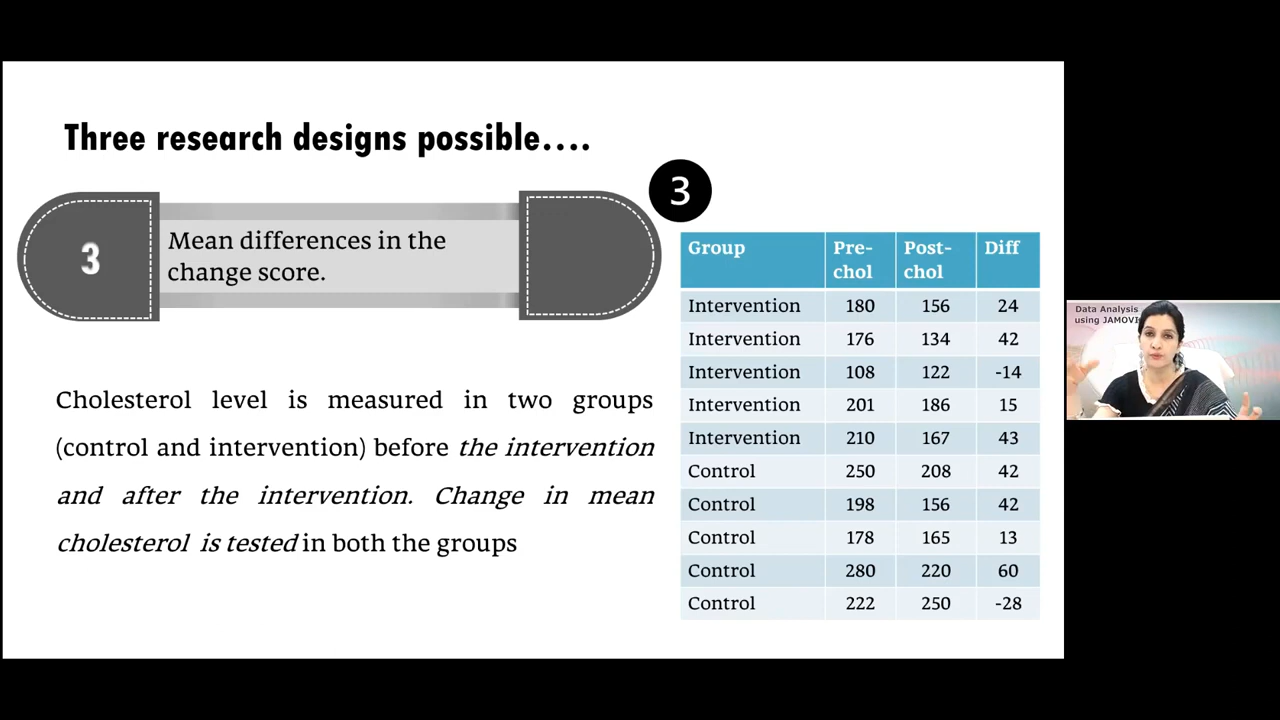 Three research designs possible....
3
Mean differences in the
change score.
Cholesterol level is measured in two groups
(control and intervention) before the intervention
and after the intervention. Change in mean
cholesterol is tested in both the groups
3
Group Pre-chol Post-chol Diff
Intervention 180 156 24
Intervention 176 134 42
Intervention 108 122 -14
Intervention 201 186 15
Intervention 210 167 43
Control 250 208 42
Control 198 156 42
Control 178 165 13
Control 280 220 60
Control 222 250 -28
Data Analysis
using JAMOVI